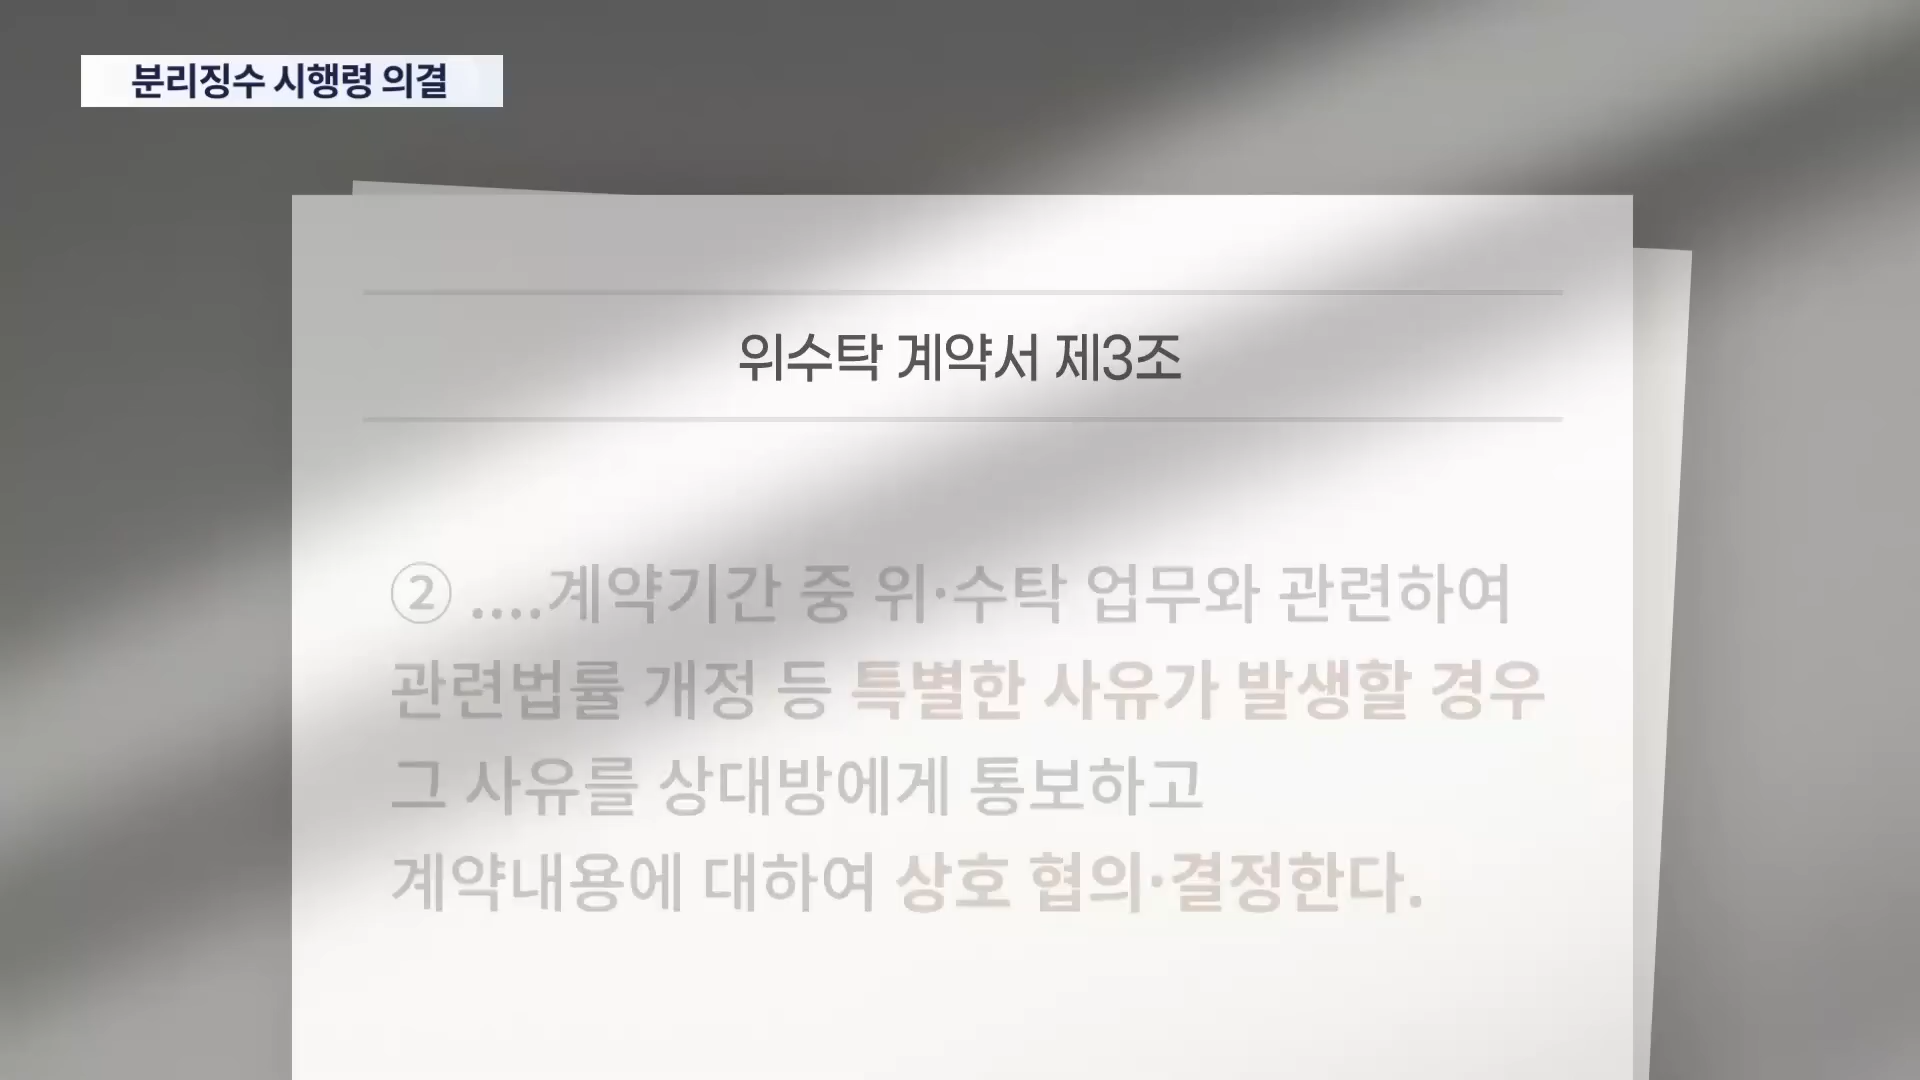 분리징수 시행령 의결
위수탁 계약서 제3조
② ....계약기간 중 위·수탁 업무와 관련하여
관련법률 개정 등 특별한 사유가 발생할 경우
그 사유를 상대방에게 통보하고
계약내용에 대하여 상호 협의·결정한다.